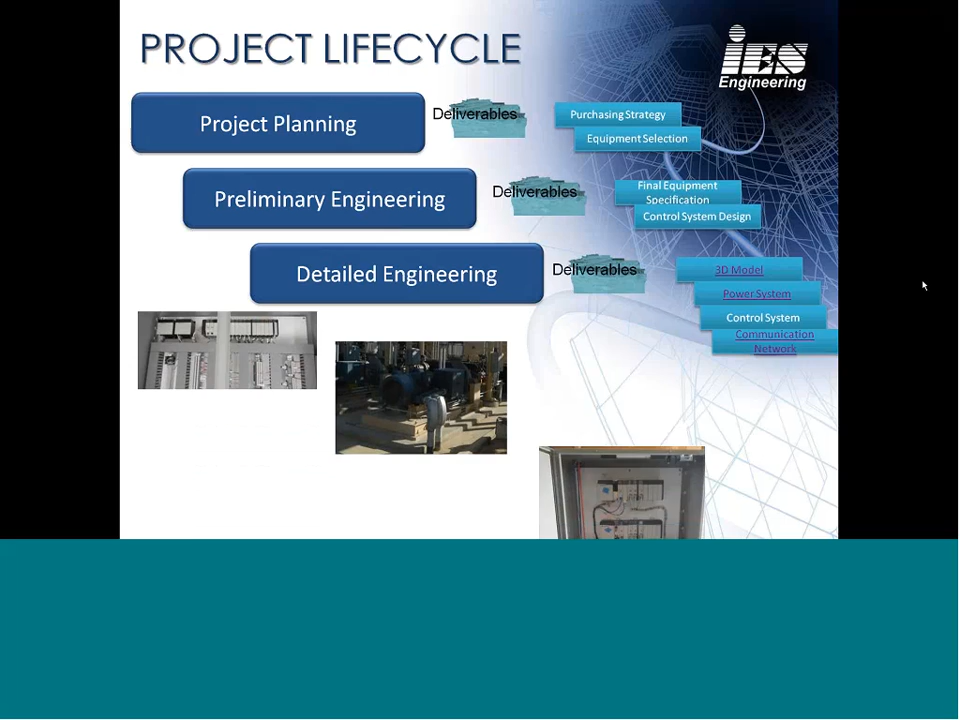 PROJECT LIFECYCLE
iES
Engineering
Project Planning
Deliverables
Purchasing Strategy
Equipment Selection
Preliminary Engineering
Deliverables
Final Equipment
Specification
Control System Design
Detailed Engineering
Deliverables
3D Model
Power System
Control System
Communication
Network